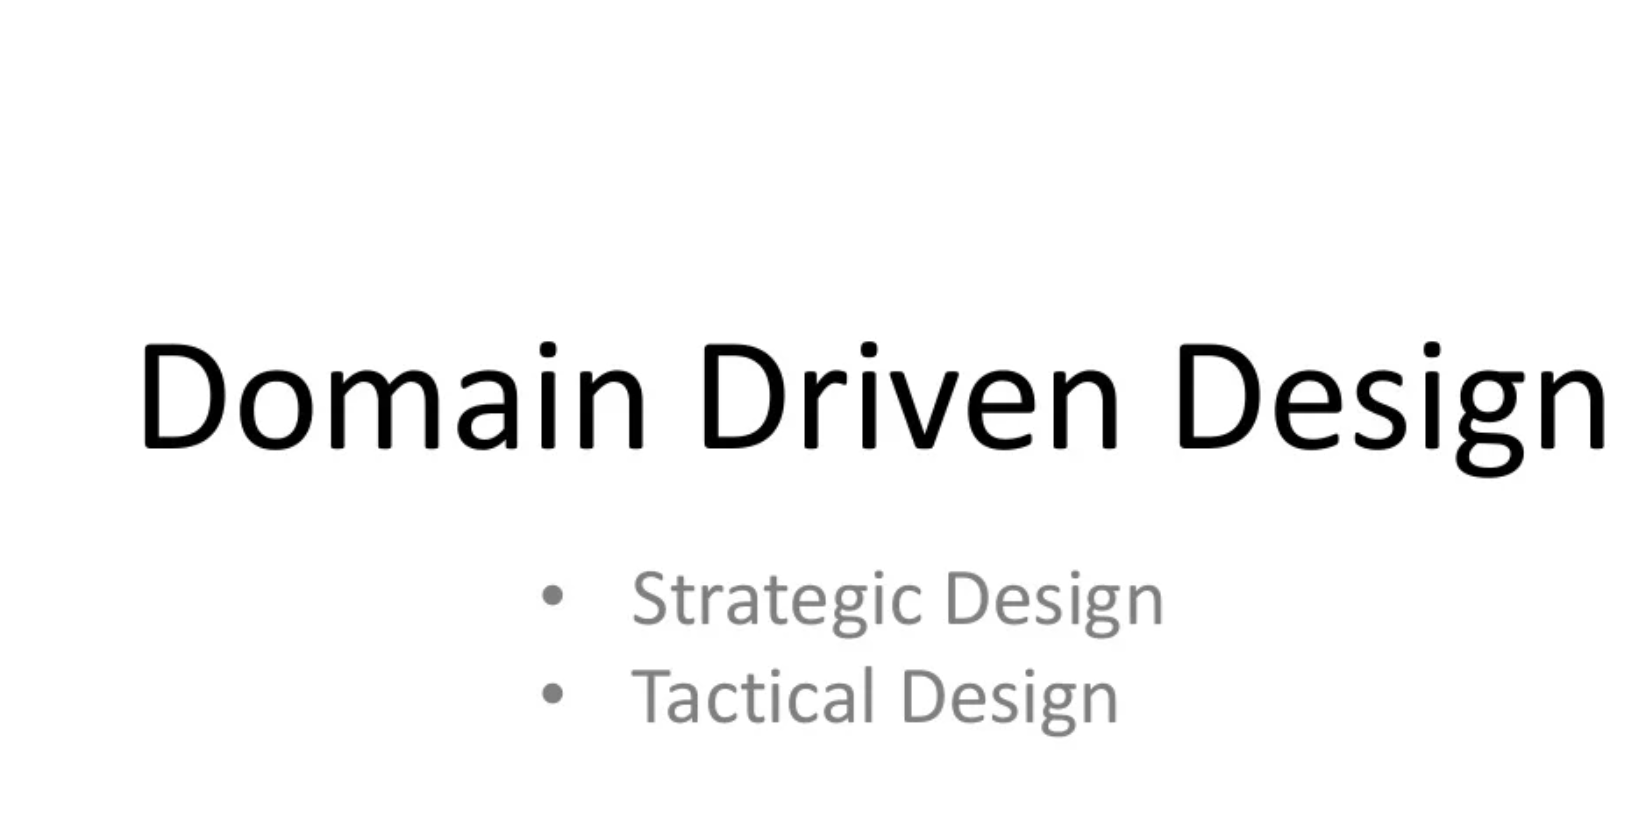 Domain Driven Design
• Strategic Design
• Tactical Design